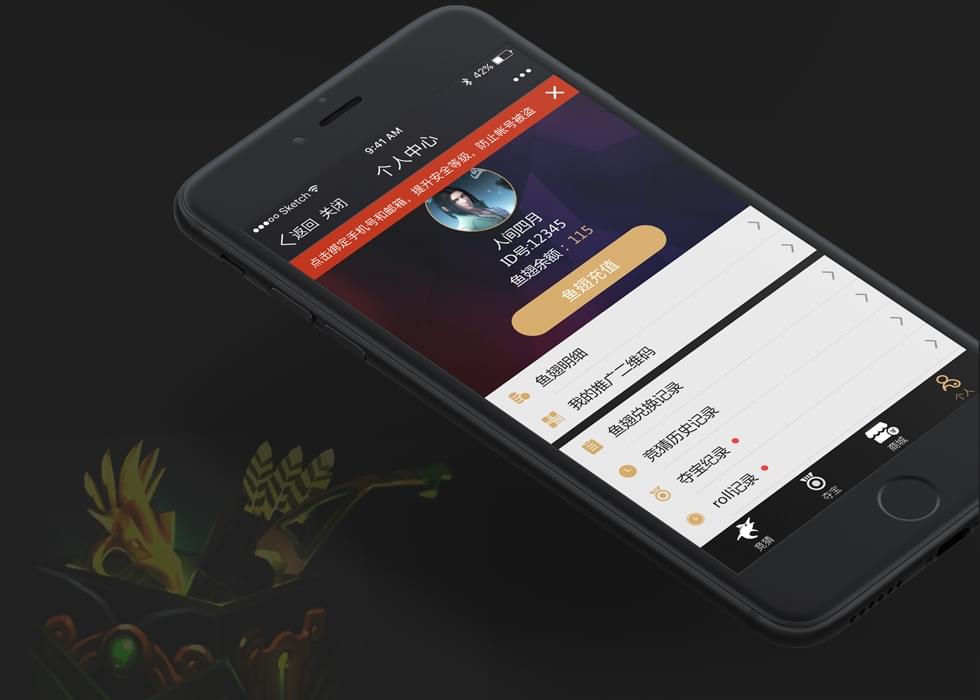 ●●●○○ Sketch 9:41 AM 42%
返回 关闭 个人中心 •••
点击绑定手机号和邮箱，提升安全等级，防止帐号被盗
人间四月
ID号:12345
鱼翅余额：115
鱼翅充值
鱼翅明细
我的推广二维码
鱼翅兑换记录
竞猜历史记录
夺宝纪录
roll记录
竞猜 夺宝 商城 个人